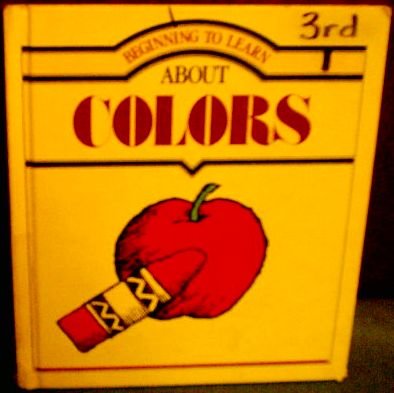 3rd
BEGINNING TO LEARN
ABOUT
COLORS